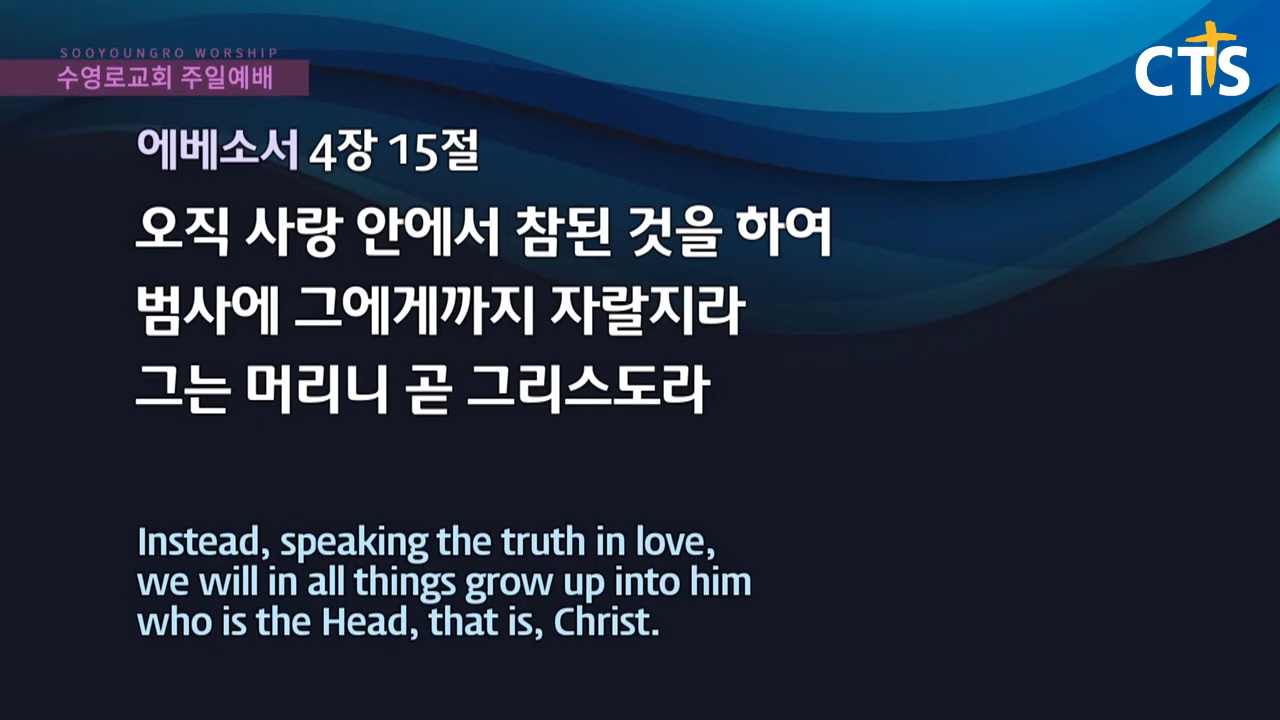 SOOYOUNGRO WORSHIP
수영로교회 주일예배
CTS
에베소서 4장 15절
오직 사랑 안에서 참된 것을 하여
범사에 그에게까지 자랄지라
그는 머리니 곧 그리스도라
Instead, speaking the truth in love,
we will in all things grow up into him
who is the Head, that is, Christ.